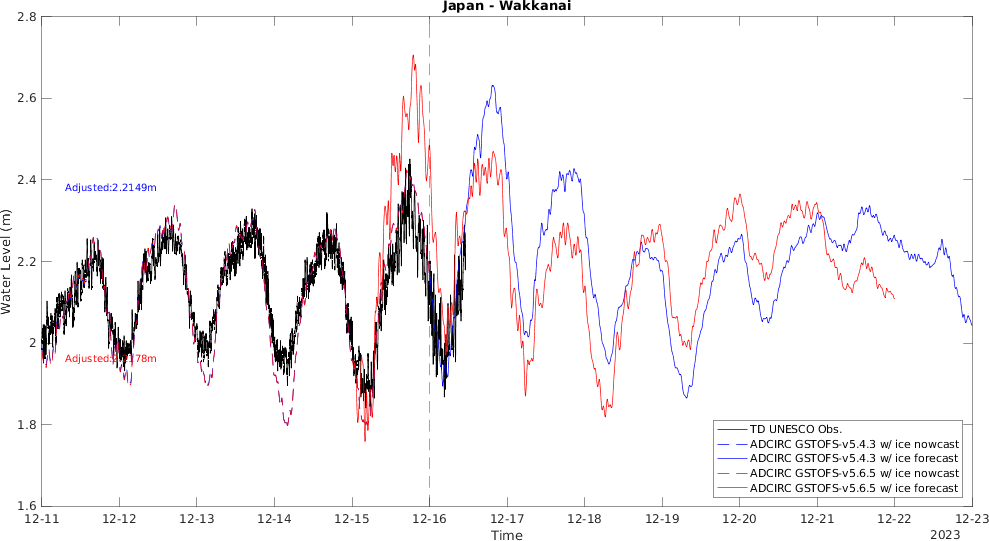 Japan - Wakkanai
Water Level (m)
2.8
2.6
2.4
2.2
2
1.8
1.6
Adjusted:2.2149m
TD UNESCO Obs.
ADCIRC GSTOFS-v5.4.3 w/ ice nowcast
ADCIRC GSTOFS-v5.4.3 w/ ice forecast
ADCIRC GSTOFS-v5.6.5 w/ ice nowcast
ADCIRC GSTOFS-v5.6.5 w/ ice forecast
12-11 12-12 12-13 12-14 12-15 12-16 12-17 12-18 12-19 12-20 12-21 12-22 12-23
Time
2023